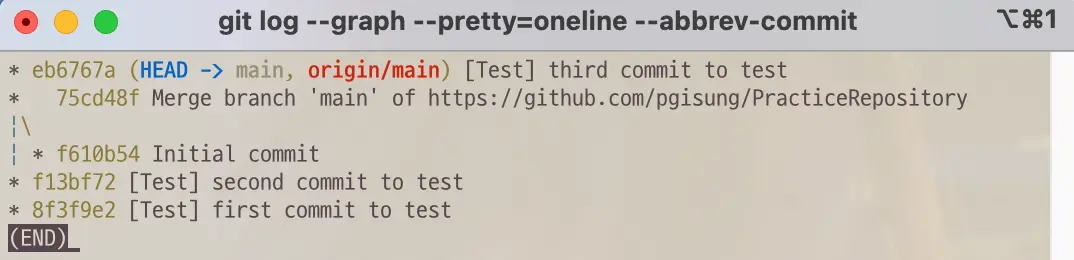 git log --graph --pretty=oneline --abbrev-commit
⌥⌘1
* eb6767a (HEAD -> main, origin/main) [Test] third commit to test
*   75cd48f Merge branch 'main' of https://github.com/pgisung/PracticeRepository
|\
| * f610b54 Initial commit
* f13bf72 [Test] second commit to test
* 8f3f9e2 [Test] first commit to test
(END)